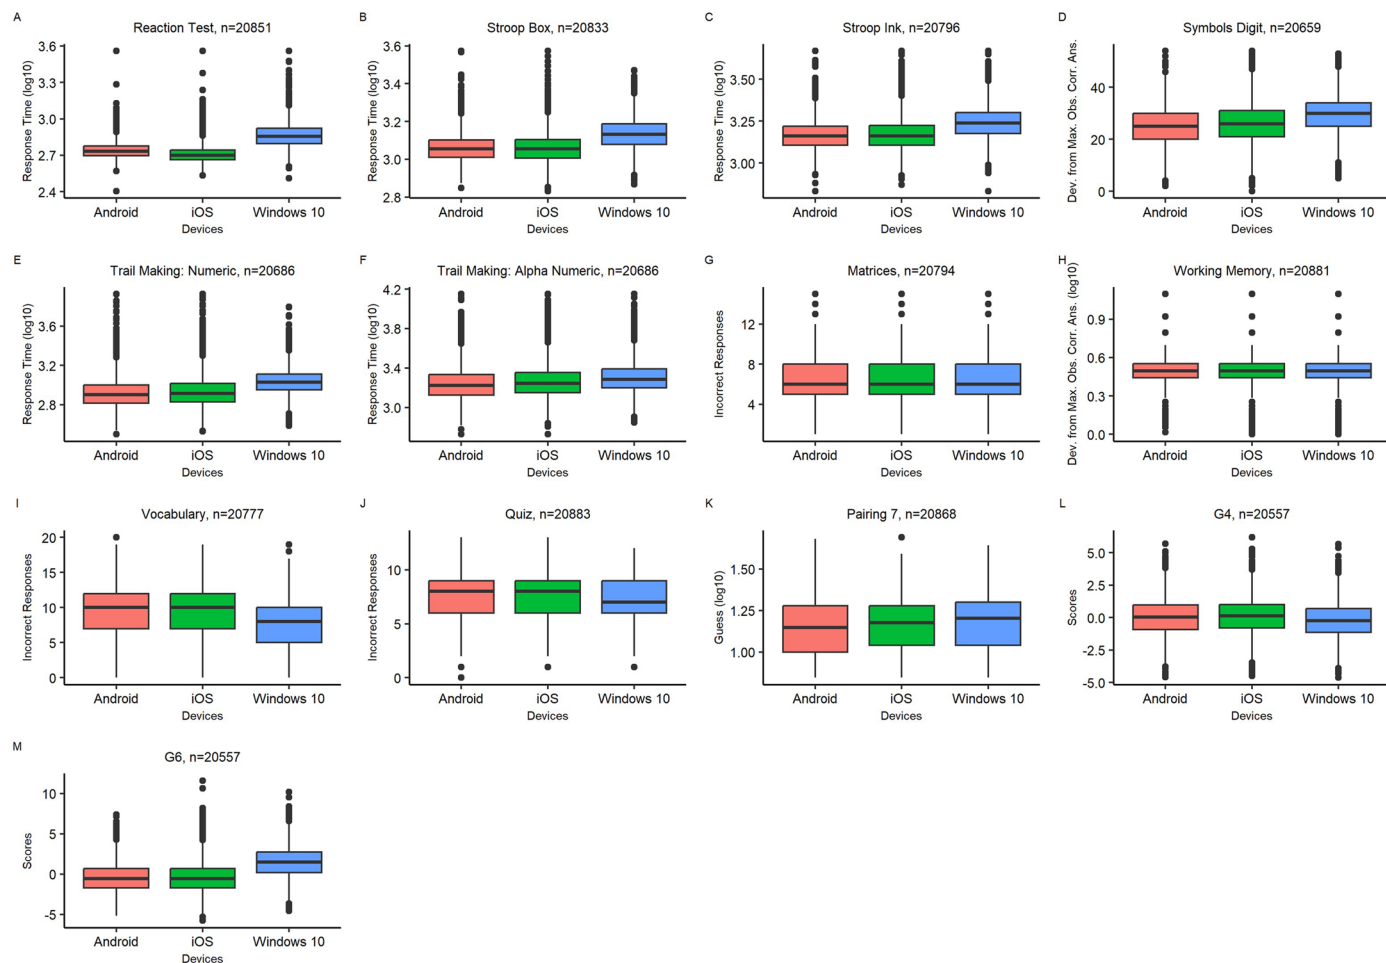 A
Reaction Test, n=20851
Response Time (log10)
3.6
3.3
3.0
2.7
2.4
Android
iOS
Windows 10
Devices
B
Stroop Box, n=20833
Response Time (log10)
3.6
3.4
3.2
3.0
2.8
Android
iOS
Windows 10
Devices
C
Stroop Ink, n=20796
Response Time (log10)
3.50
3.25
3.00
Android
iOS
Windows 10
Devices
D
Symbols Digit, n=20659
Dev. from Max. Obs. Corr. Ans.
40
20
0
Android
iOS
Windows 10
Devices
E
Trail Making: Numeric, n=20686
Response Time (log10)
3.6
3.2
2.8
Android
iOS
Windows 10
Devices
F
Trail Making: Alpha Numeric, n=20686
Response Time (log10)
4.2
3.8
3.4
3.0
Android
iOS
Windows 10
Devices
G
Matrices, n=20794
Incorrect Responses
12
8
4
Android
iOS
Windows 10
Devices
H
Working Memory, n=20881
Dev. from Max. Obs. Corr. Ans. (log10)
0.9
0.6
0.3
0.0
Android
iOS
Windows 10
Devices
I
Vocabulary, n=20777
Incorrect Responses
20
15
10
5
0
Android
iOS
Windows 10
Devices
J
Quiz, n=20883
Incorrect Responses
10
5
0
Android
iOS
Windows 10
Devices
K
Pairing 7, n=20868
Guess (log10)
1.50
1.25
1.00
Android
iOS
Windows 10
Devices
L
G4, n=20557
Scores
5.0
2.5
0.0
-2.5
-5.0
Android
iOS
Windows 10
Devices
M
G6, n=20557
Scores
10
5
0
-5
Android
iOS
Windows 10
Devices